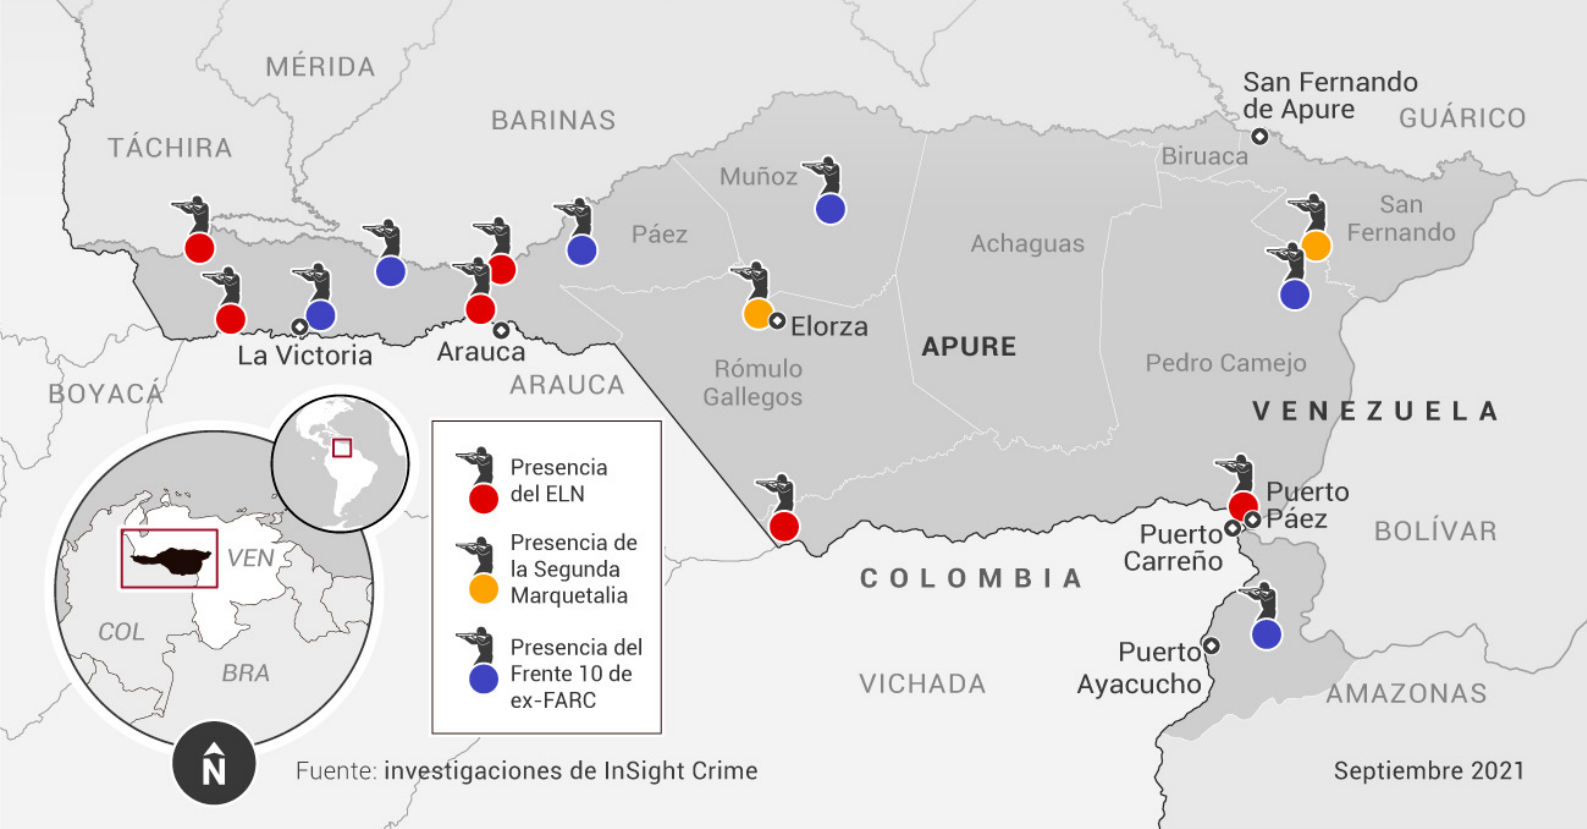 MÉRIDA
TÁCHIRA
BARINAS
San Fernando
de Apure
GUÁRICO
Biruaca
Muñoz
San
Fernando
Páez
Achaguas
Elorza
APURE
La Victoria
Arauca
ARAUCA
BOYACÁ
Rómulo
Gallegos
Pedro Camejo
VENEZUELA
Presencia
del ELN
Presencia de
la Segunda
Marquetalia
Presencia del
Frente 10 de
ex-FARC
Puerto
Páez
Puerto
Carreño
BOLÍVAR
COLOMBIA
VEN
COL
BRA
Puerto
Ayacucho
VICHADA
AMAZONAS
N
Fuente: investigaciones de InSight Crime
Septiembre 2021